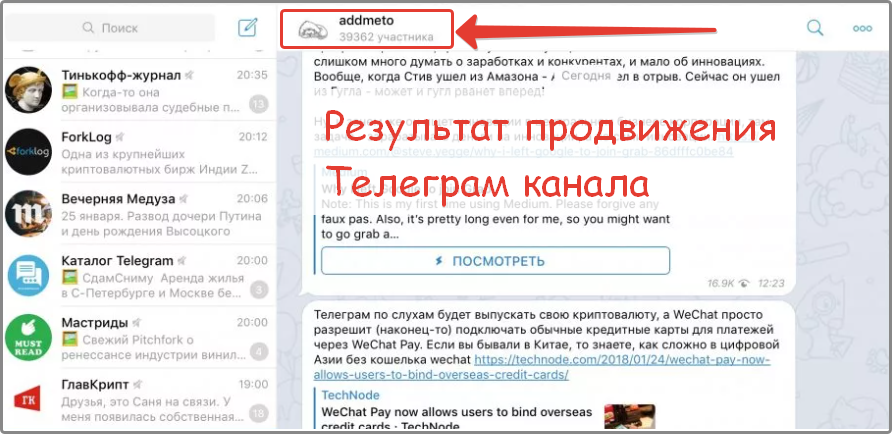 Поиск
Тинькофф-журнал
20:35
Когда-то она
организовывала судебные п...
13
ForkLog
20:12
Одна из крупнейших
криптовалютных бирж Индии Z...
Вечерняя Медуза
20:05
25 января. Развод дочери Путина
и день рождения Высоцкого
Каталог Telegram
20:00
СдамСниму Аренда жилья
в С-Петербурге и Москве бе...
3
MUST
READ
Мастриды
20:00
Свежий Pitchfork о
ренессансе индустрии винил...
4
ГК
ГлавКрипт
19:00
Друзья, это Саня на связи. У
меня появилась собственная...
18
addmeto
39362 участника
слишком много думать о заработках и конкурентах, и мало об инновациях.
Вообще, когда Стив ушел из Амазона - А
Сегодня
ел в отрыв. Сейчас он ушел
из Гугла - может и гугл рванет вперед!
Результат продвижения
Телеграм канала
medium.com/@steve.yegge/why-i-left-google-to-join-grab-86dfffc0be84
Medium
Note: This is my first time using Medium. Please forgive any
faux pas. Also, it's pretty long even for me, so you might want
to go grab a...
ПОСМОТРЕТЬ
16.9K
12:23
Телеграм по слухам будет выпускать свою криптовалюту, а WeChat просто
разрешит (наконец-то) подключать обычные кредитные карты для платежей
через WeChat Pay. Если вы бывали в Китае, то знаете, как сложно в цифровой
Азии без кошелька wechat https://technode.com/2018/01/24/wechat-pay-now-
allows-users-to-bind-overseas-credit-cards/
TechNode
WeChat Pay now allows users to bind overseas
credit cards · TechNode